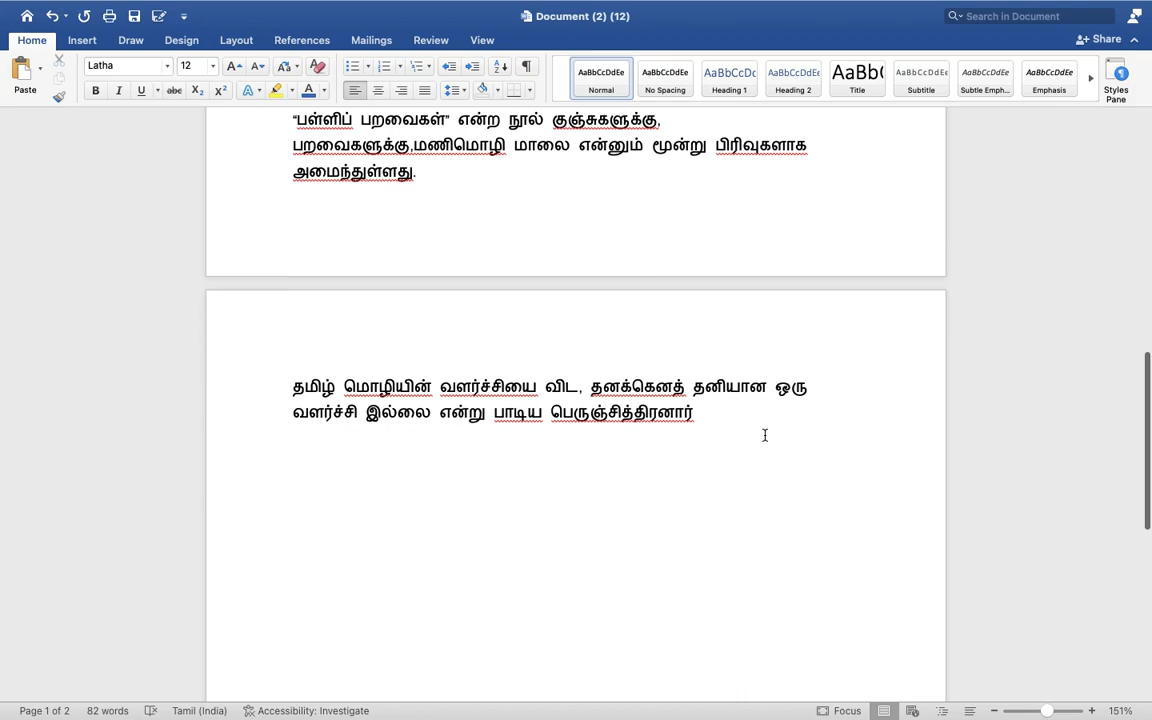 Document (2) (12)
Search in Document
Home Insert Draw Design Layout References Mailings Review View
Share
Paste
Latha 12
AaBbCcDdEe AaBbCcDdEe AaBbCcDc AaBbCcDdEe AaBb( AaBbCcDdEe AaBbCcDdEe AaBbCcDdEe
Normal No Spacing Heading 1 Heading 2 Title Subtitle Subtle Emph... Emphasis
Styles
Pane
“பள்ளிப் பறவைகள்” என்ற நூல் குஞ்சுகளுக்கு,
பறவைகளுக்கு,மணிமொழி மாலை என்னும் மூன்று பிரிவுகளாக
அமைந்துள்ளது.
தமிழ் மொழியின் வளர்ச்சியை விட, தனக்கெனத் தனியான ஒரு
வளர்ச்சி இல்லை என்று பாடிய பெருஞ்சித்திரனார்
Page 1 of 2 82 words Tamil (India) Accessibility: Investigate Focus 151%